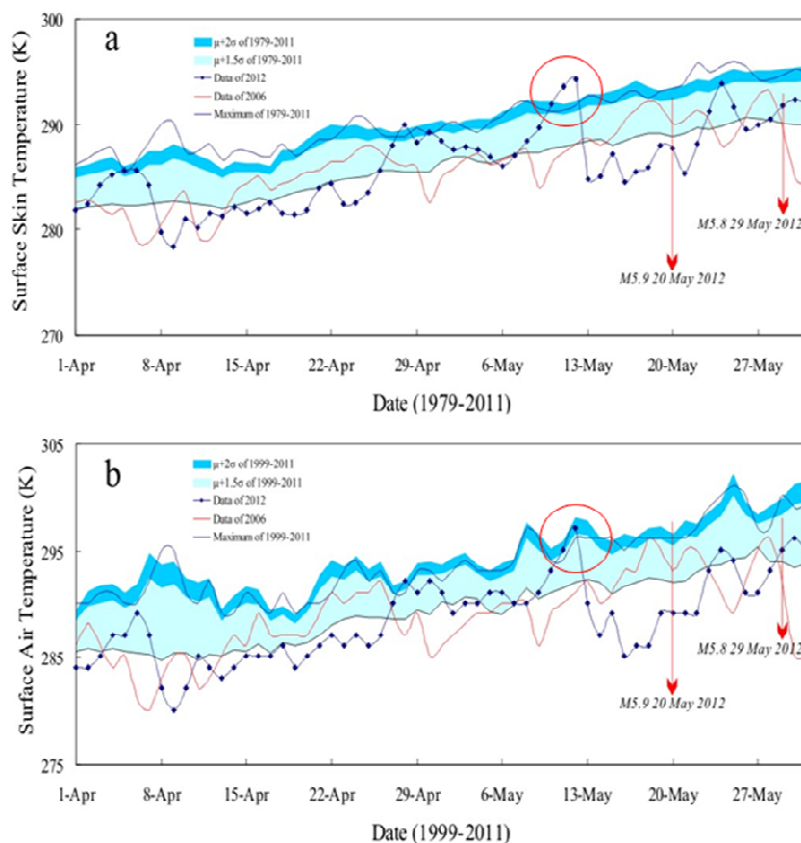 a
295
290
280
270
Surface Skin Temperature (K)
μ+2σ of 1979-2011
μ+1.5σ of 1979-2011
Data of 2012
Data of 2006
Maximum of 1979-2011
M5.8 29 May 2012
M5.9 20 May 2012
1-Apr 8-Apr 15-Apr 22-Apr 29-Apr 6-May 13-May 20-May 27-May
Date (1979-2011)
b
305
295
285
275
Surface Air Temperature (K)
μ+2σ of 1999-2011
μ+1.5σ of 1999-2011
Data of 2012
Data of 2006
Maximum of 1999-2011
M5.8 29 May 2012
M5.9 20 May 2012
1-Apr 8-Apr 15-Apr 22-Apr 29-Apr 6-May 13-May 20-May 27-May
Date (1999-2011)